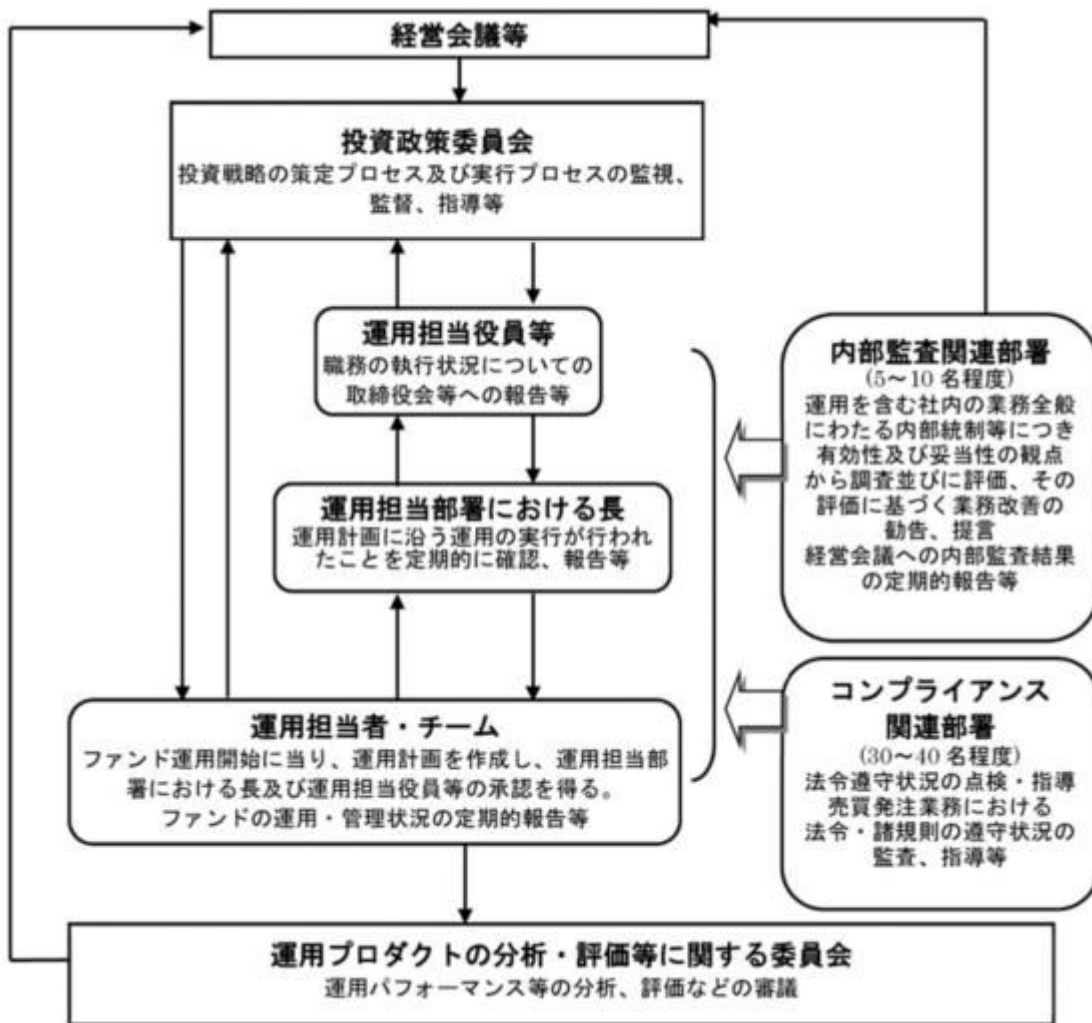 経営会議等
投資政策委員会
投資戦略の策定プロセス及び実行プロセスの監視、
監督、指導等
運用担当役員等
職務の執行状況についての
取締役会等への報告等
運用担当部署における長
運用計画に沿う運用の実行が行われ
たことを定期的に確認、報告等
運用担当者・チーム
ファンド運用開始に当り、運用計画を作成し、運用担当部
署における長及び運用担当役員等の承認を得る。
ファンドの運用・管理状況の定期的報告等
内部監査関連部署
(5～10 名程度)
運用を含む社内の業務全般
にわたる内部統制等につき
有効性及び妥当性の観点
から調査並びに評価、その
評価に基づく業務改善の
勧告、提言
経営会議への内部監査結果
の定期的報告等
コンプライアンス
関連部署
(30～40 名程度)
法令遵守状況の点検・指導
売買発注業務における
法令・諸規則の遵守状況の
監査、指導等
運用プロダクトの分析・評価等に関する委員会
運用パフォーマンス等の分析、評価などの審議